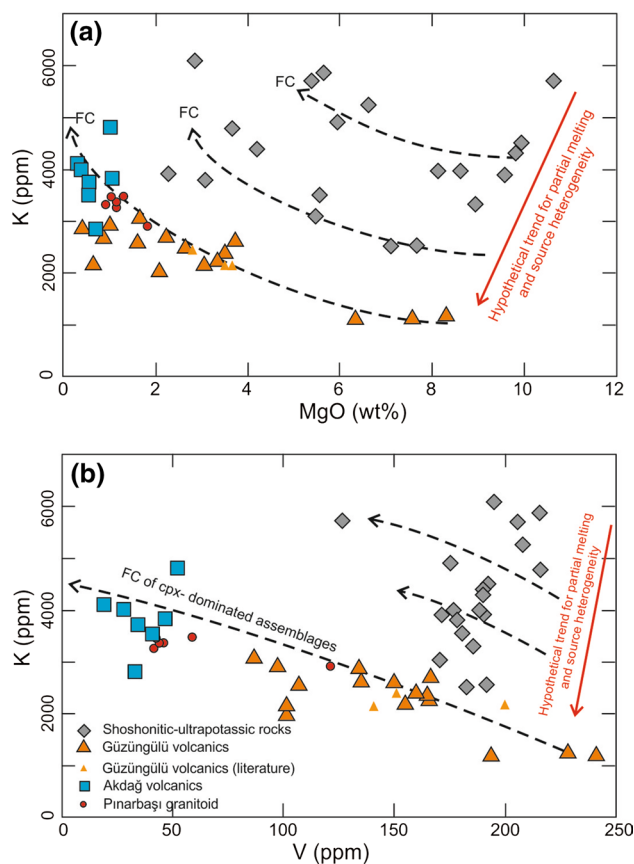 (a)
6000
4000
2000
0
K (ppm)
FC
FC
FC
Hypothetical trend for partial melting
and source heterogeneity
0
2
4
6
8
10
12
MgO (wt%)
(b)
6000
4000
2000
0
K (ppm)
FC of cpx- dominated assemblages
Hypothetical trend for partial melting
and source heterogeneity
Shoshonitic-ultrapotassic rocks
Güzüngülü volcanics
Güzüngülü volcanics (literature)
Akdağ volcanics
Pınarbaşı granitoid
0
50
100
150
200
250
V (ppm)